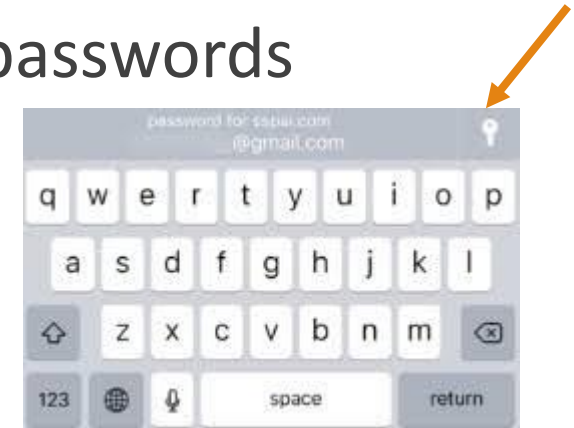 passwords
password for sspai.com
@gmail.com
q w e r t y u i o p
a s d f g h j k l
z x c v b n m
123 space return